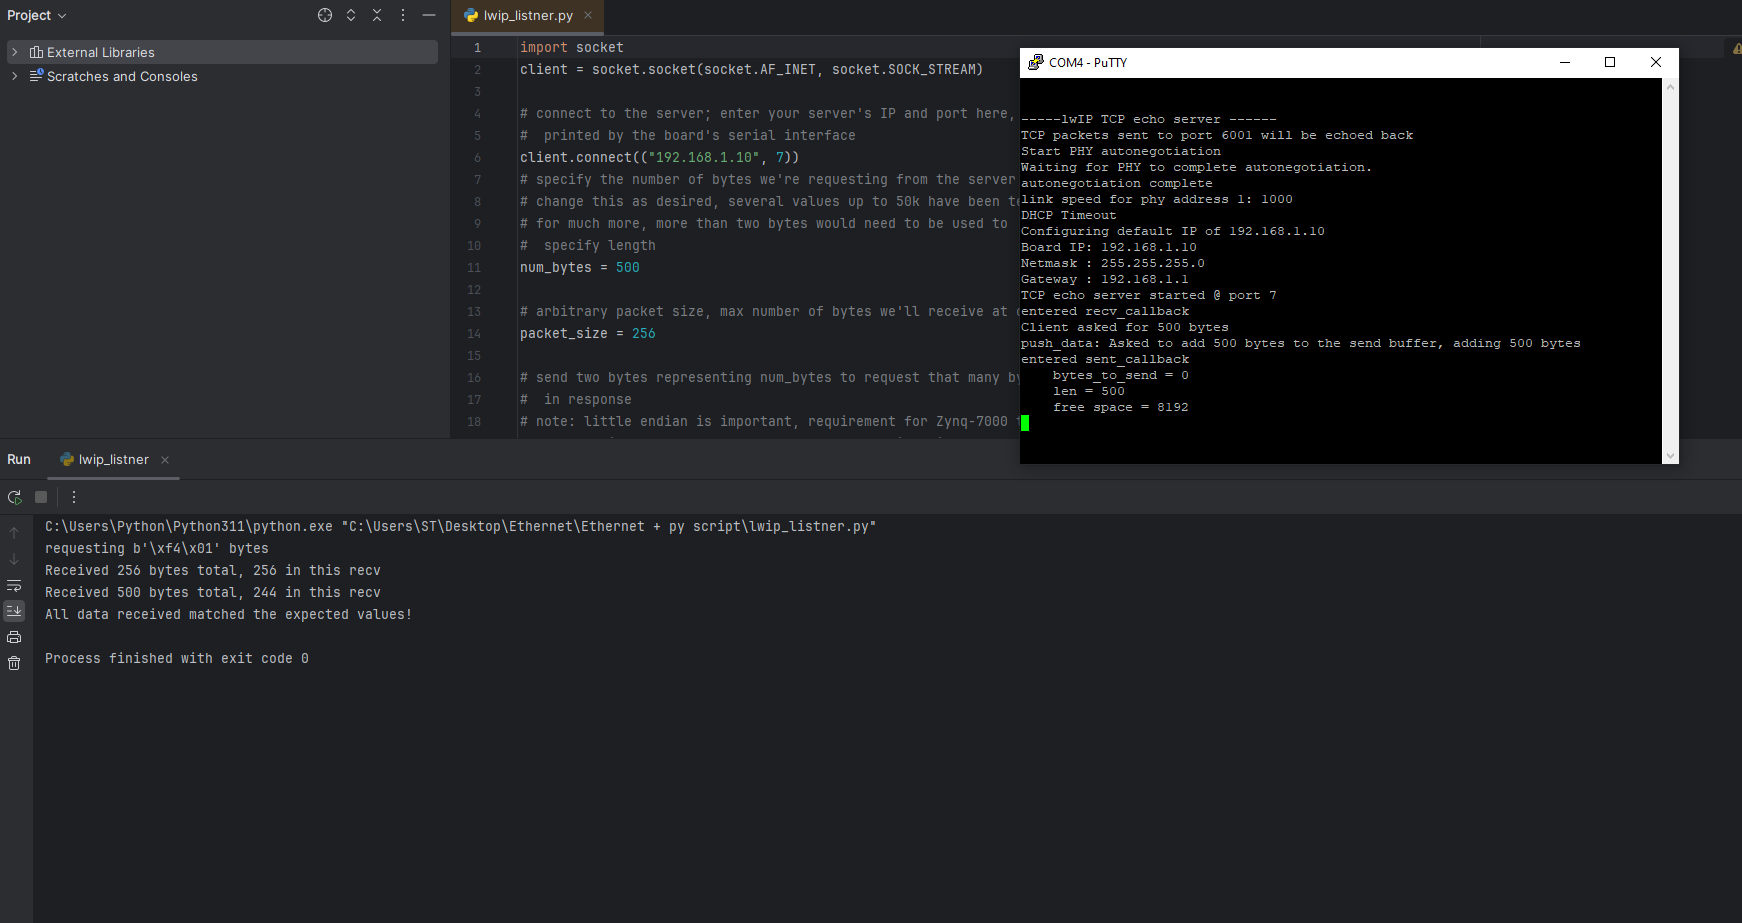 Project
lwip_listner.py
External Libraries
Scratches and Consoles
1 import socket
2 client = socket.socket(socket.AF_INET, socket.SOCK_STREAM)
3
4 # connect to the server; enter your server's IP and port here,
5 #  printed by the board's serial interface
6 client.connect(("192.168.1.10", 7))
7 # specify the number of bytes we're requesting from the server
8 # change this as desired, several values up to 50k have been
9 # for much more, more than two bytes would need to be used to
10 #  specify length
11 num_bytes = 500
12
13 # arbitrary packet size, max number of bytes we'll receive at
14 packet_size = 256
15
16 # send two bytes representing num_bytes to request that many
17 #  in response
18 # note: little endian is important, requirement for Zynq-7000
COM4 - PuTTY
-----lwIP TCP echo server ------
TCP packets sent to port 6001 will be echoed back
Start PHY autonegotiation
Waiting for PHY to complete autonegotiation.
autonegotiation complete
link speed for phy address 1: 1000
DHCP Timeout
Configuring default IP of 192.168.1.10
Board IP: 192.168.1.10
Netmask : 255.255.255.0
Gateway : 192.168.1.1
TCP echo server started @ port 7
entered recv_callback
Client asked for 500 bytes
push_data: Asked to add 500 bytes to the send buffer, adding 500 bytes
entered sent_callback
    bytes_to_send = 0
    len = 500
    free space = 8192
Run
lwip_listner
C:\Users\Python\Python311\python.exe "C:\Users\ST\Desktop\Ethernet\Ethernet + py script\lwip_listner.py"
requesting b'\xf4\x01' bytes
Received 256 bytes total, 256 in this recv
Received 500 bytes total, 244 in this recv
All data received matched the expected values!
Process finished with exit code 0